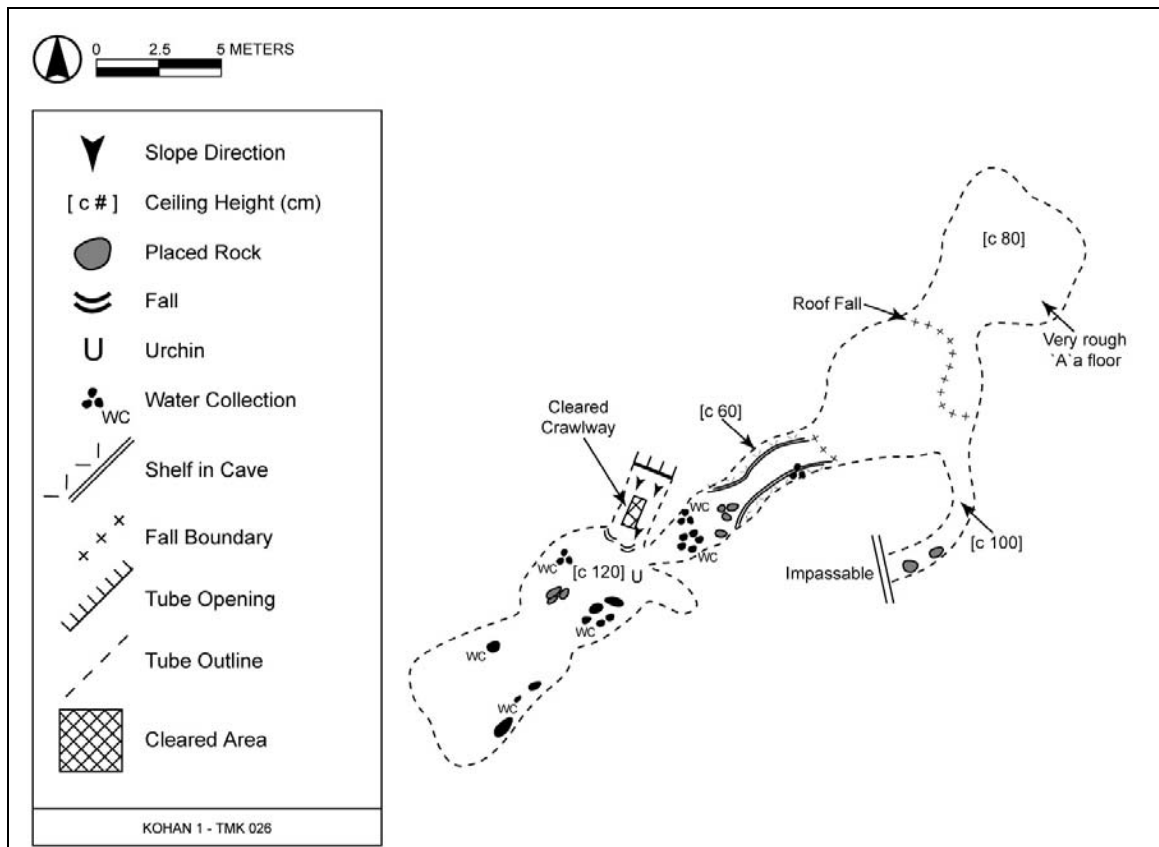 0 2.5 5 METERS
Slope Direction
[ c # ] Ceiling Height (cm)
Placed Rock
Fall
U Urchin
WC Water Collection
Shelf in Cave
Fall Boundary
Tube Opening
Tube Outline
Cleared Area
KOHAN 1 - TMK 026
[c 80]
Roof Fall
Very rough
`A`a floor
[c 60]
Cleared
Crawlway
WC
WC
[c 100]
Impassable
WC
[c 120]
U
WC
WC
WC